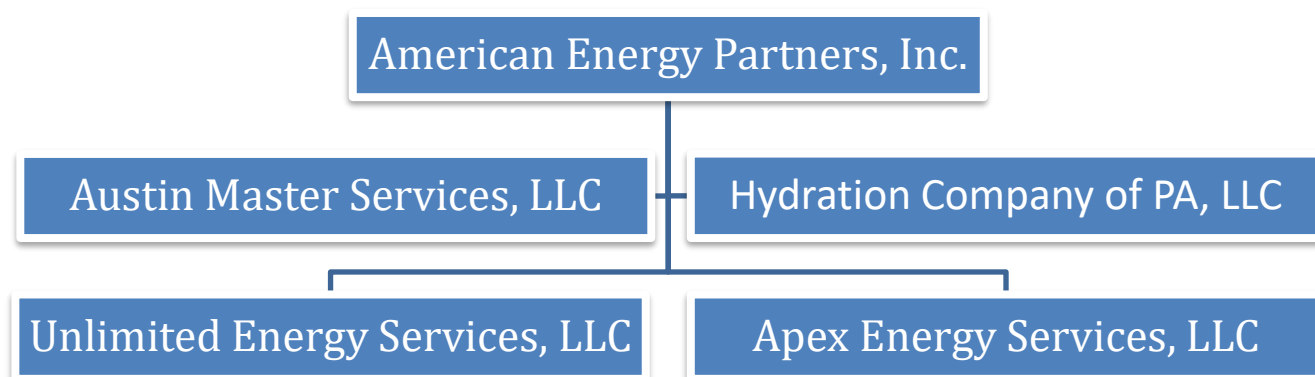 American Energy Partners, Inc.
Austin Master Services, LLC
Hydration Company of PA, LLC
Unlimited Energy Services, LLC
Apex Energy Services, LLC